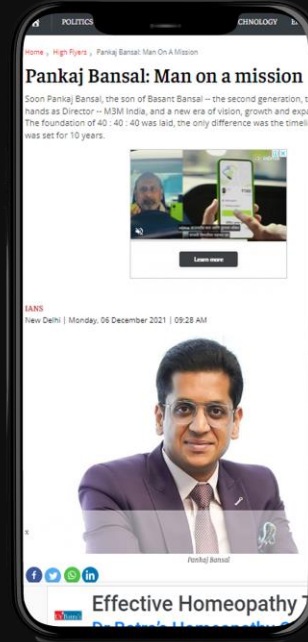 POLITICS
CHNOLOGY
Home , High Flyers , Pankaj Bansal: Man On A Mission
Pankaj Bansal: Man on a mission
Soon Pankaj Bansal, the son of Basant Bansal -- the second generation, t
hands as Director -- M3M India, and a new era of vision, growth and expa
The foundation of 40 : 40 : 40 was laid, the only difference was the timeli
was set for 10 years.
Learn more
IANS
New Delhi | Monday, 06 December 2021 | 09:28 AM
Pankaj Bansal
Effective Homeopathy T